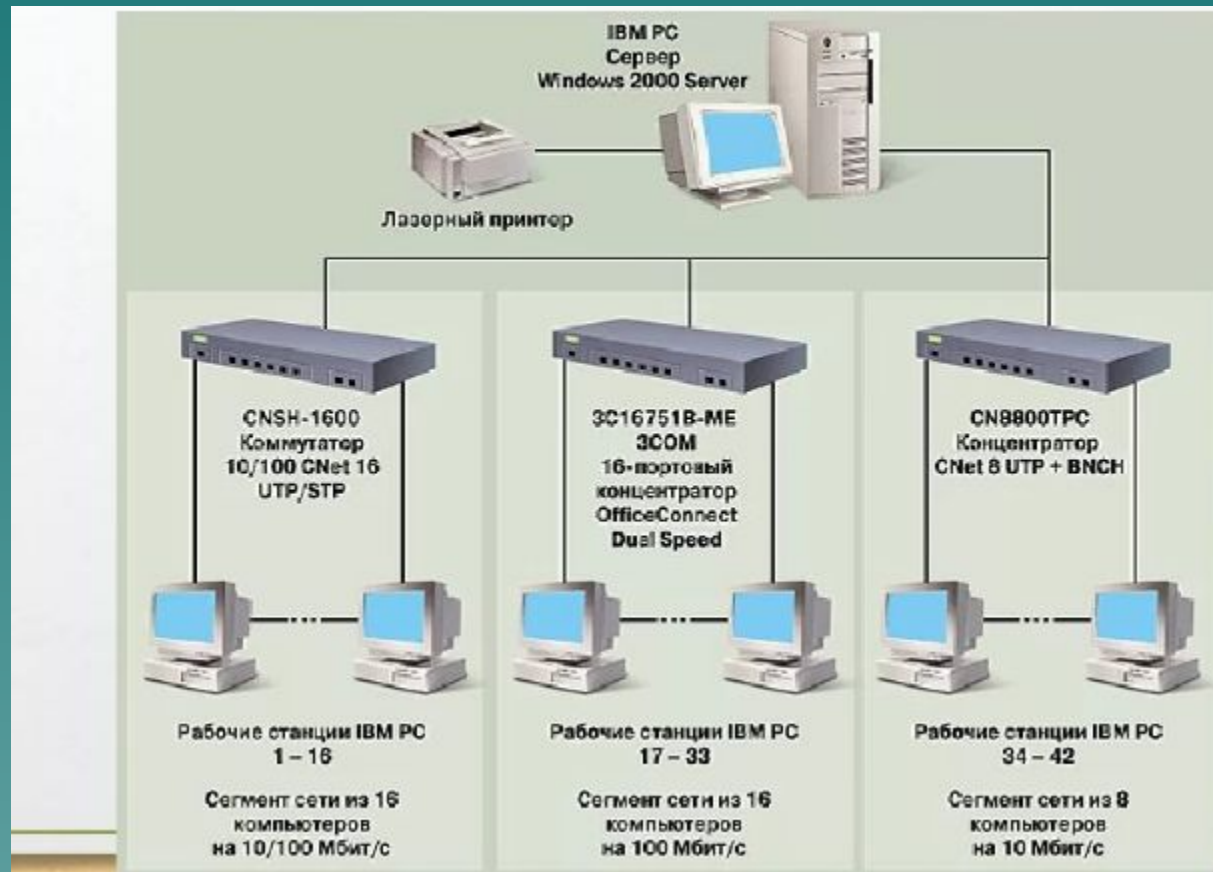 IBM PC
Сервер
Windows 2000 Server
Лазерный принтер
CNSH-1600
Коммутатор
10/100 CNet 16
UTP/STP
3C16751B-ME
3COM
16-портовый
концентратор
OfficeConnect
Dual Speed
CN8800TPC
Концентратор
CNet 8 UTP + BNCH
Рабочие станции IBM PC
1 – 16
Сегмент сети из 16
компьютеров
на 10/100 Мбит/с
Рабочие станции IBM PC
17 – 33
Сегмент сети из 16
компьютеров
на 100 Мбит/с
Рабочие станции IBM PC
34 – 42
Сегмент сети из 8
компьютеров
на 10 Мбит/с